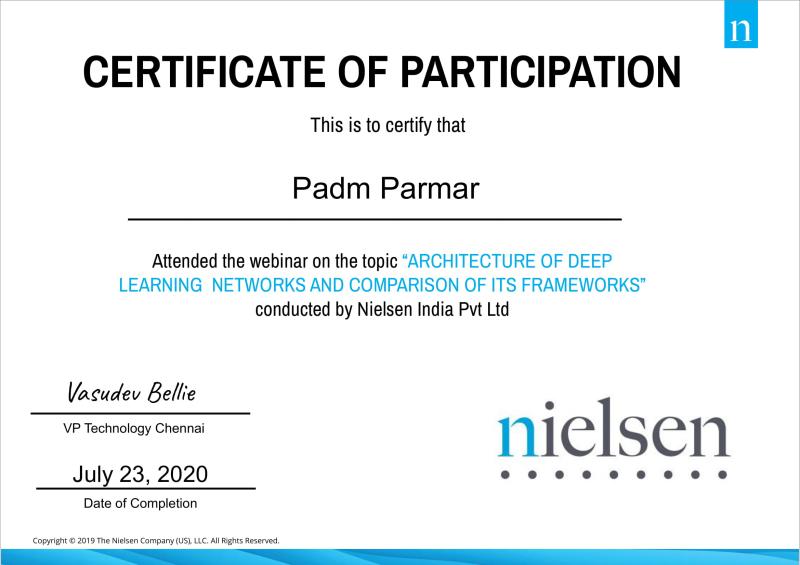 n
CERTIFICATE OF PARTICIPATION
This is to certify that
Padm Parmar
Attended the webinar on the topic “ARCHITECTURE OF DEEP
LEARNING NETWORKS AND COMPARISON OF ITS FRAMEWORKS”
conducted by Nielsen India Pvt Ltd
Vasudev Bellie
VP Technology Chennai
July 23, 2020
Date of Completion
nielsen
Copyright © 2019 The Nielsen Company (US), LLC. All Rights Reserved.